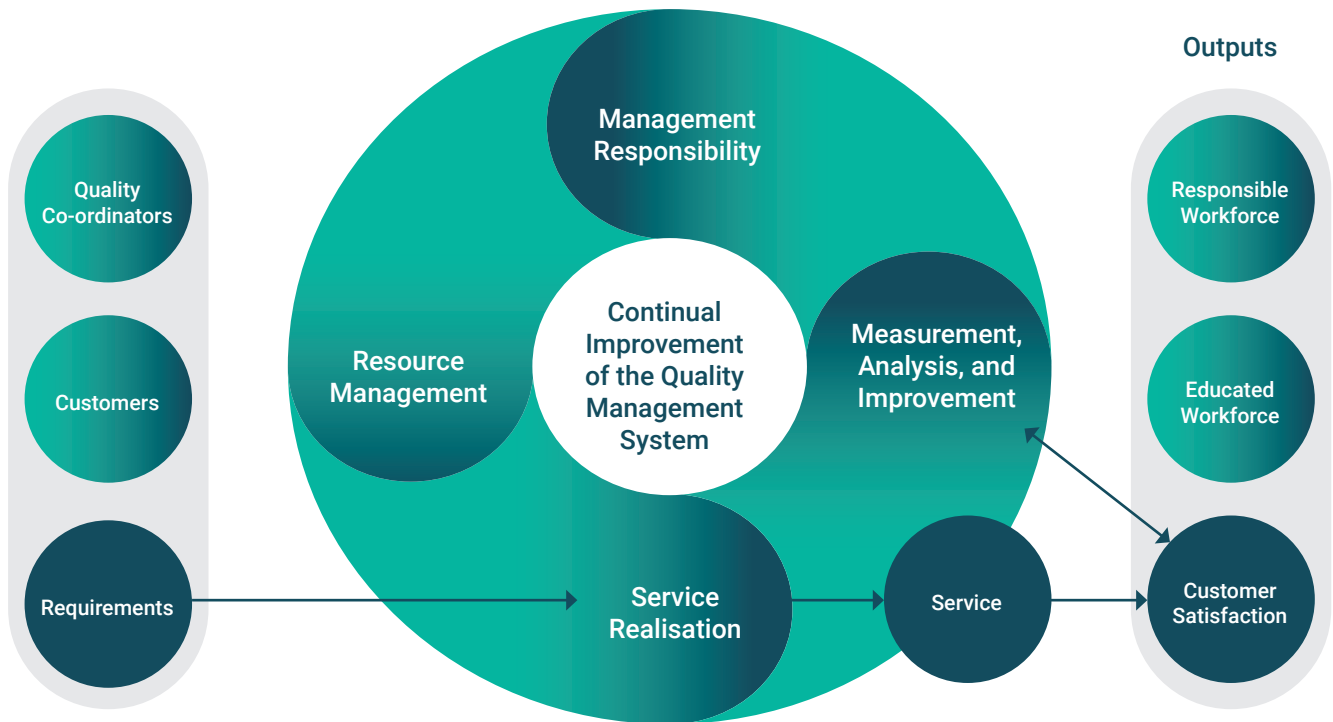 Quality
Co-ordinators
Customers
Requirements
Management
Responsibility
Resource
Management
Continual
Improvement
of the Quality
Management
System
Measurement,
Analysis, and
Improvement
Service
Realisation
Service
Outputs
Responsible
Workforce
Educated
Workforce
Customer
Satisfaction